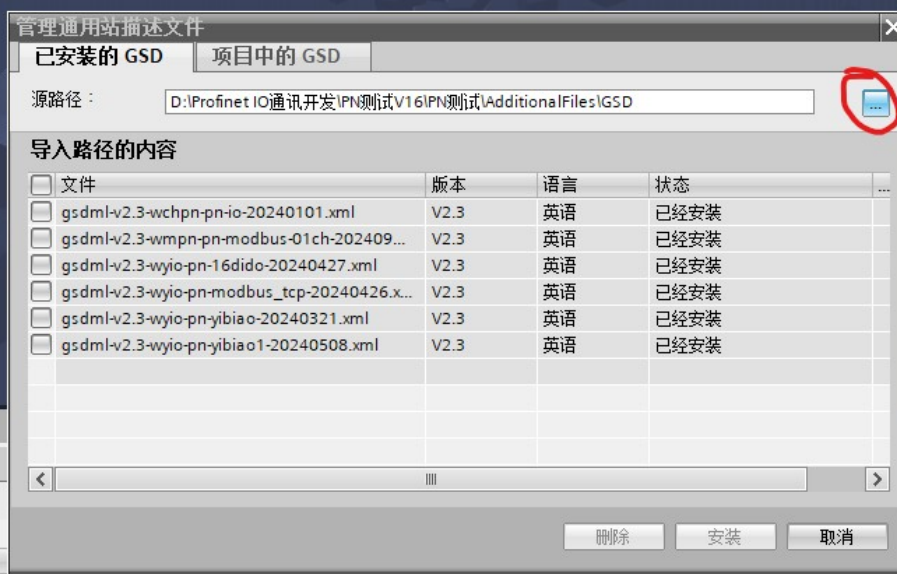 管理通用站描述文件
已安装的 GSD 项目中的 GSD
源路径： D:\Profinet IO通讯开发\PN测试V16\PN测试\AdditionalFiles\GSD ...
导入路径的内容
文件 版本 语言 状态 ...
gsdml-v2.3-wchpn-pn-io-20240101.xml V2.3 英语 已经安装
gsdml-v2.3-wmpn-pn-modbus-01ch-202409... V2.3 英语 已经安装
gsdml-v2.3-wyio-pn-16dido-20240427.xml V2.3 英语 已经安装
gsdml-v2.3-wyio-pn-modbus_tcp-20240426.x... V2.3 英语 已经安装
gsdml-v2.3-wyio-pn-yibiao-20240321.xml V2.3 英语 已经安装
gsdml-v2.3-wyio-pn-yibiao1-20240508.xml V2.3 英语 已经安装
删除 安装 取消